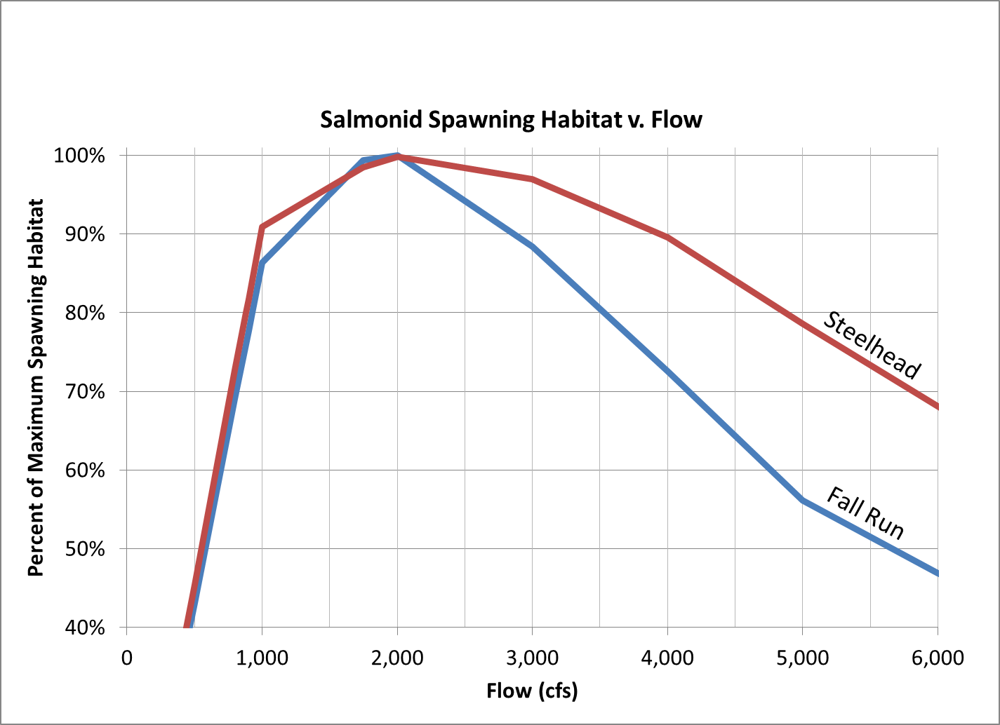 Salmonid Spawning Habitat v. Flow
Percent of Maximum Spawning Habitat
100%
90%
80%
70%
60%
50%
40%
Steelhead
Fall Run
0
1,000
2,000
3,000
4,000
5,000
6,000
Flow (cfs)